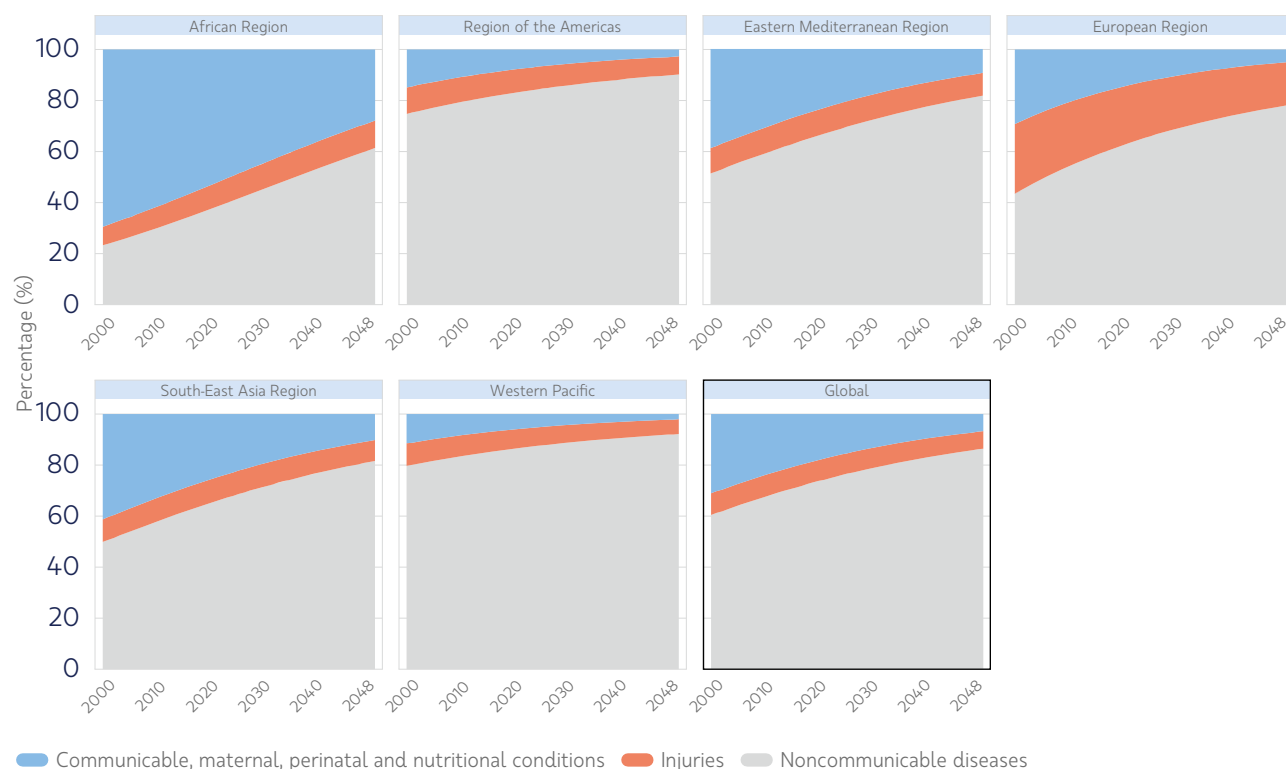 African Region
Region of the Americas
Eastern Mediterranean Region
European Region
100
80
60
40
20
0
2000 2010 2020 2030 2040 2048
2000 2010 2020 2030 2040 2048
2000 2010 2020 2030 2040 2048
2000 2010 2020 2030 2040 2048
Percentage (%)
South-East Asia Region
Western Pacific
Global
100
80
60
40
20
0
2000 2010 2020 2030 2040 2048
2000 2010 2020 2030 2040 2048
2000 2010 2020 2030 2040 2048
Communicable, maternal, perinatal and nutritional conditions
Injuries
Noncommunicable diseases